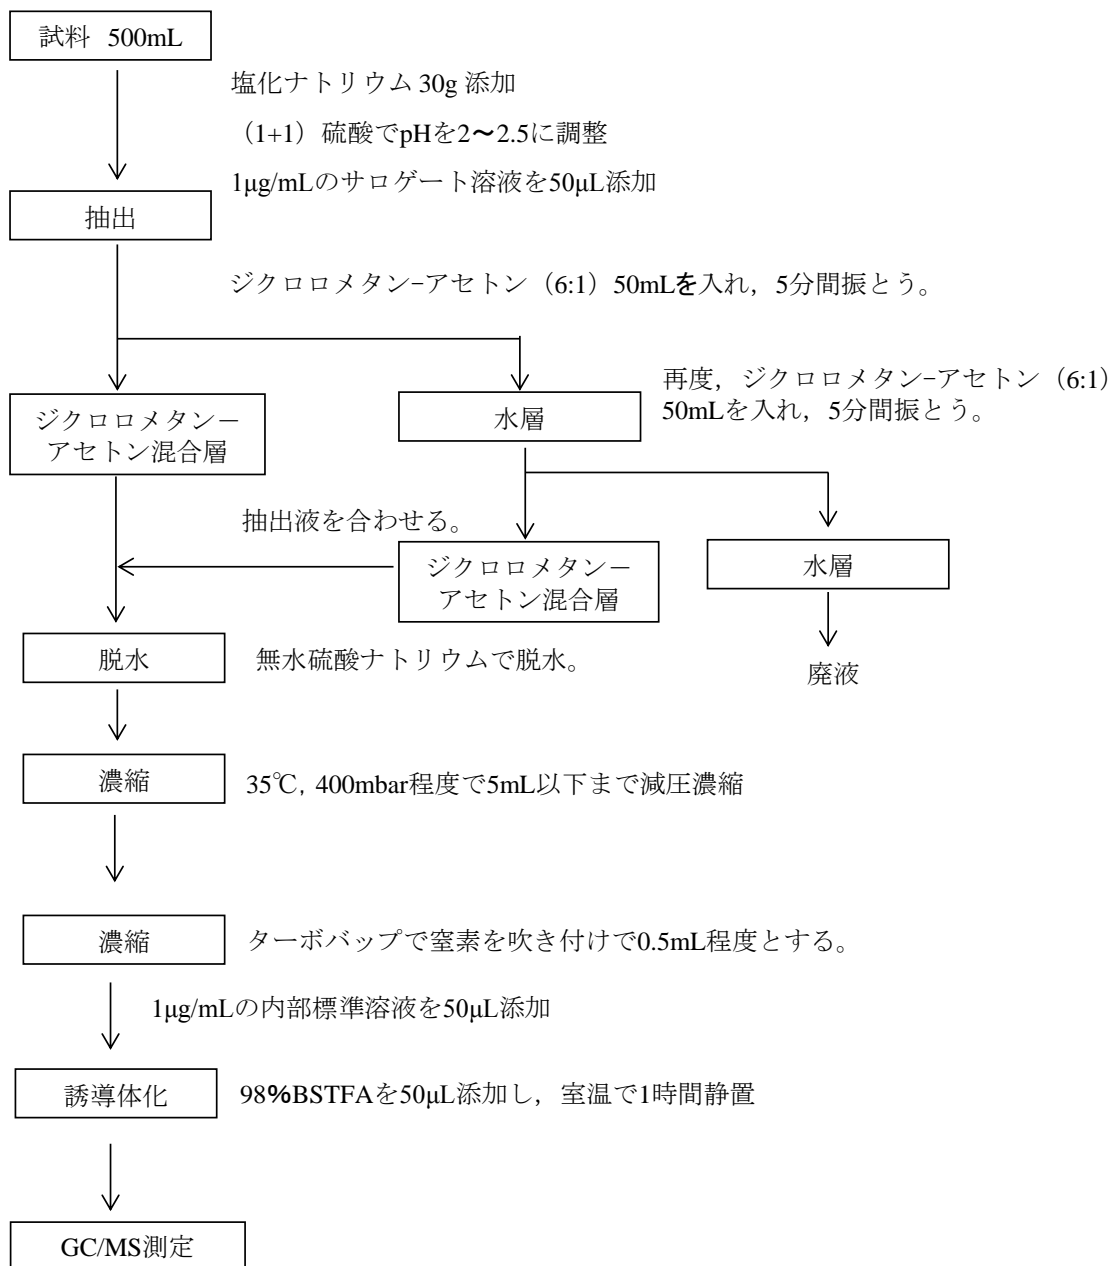 試料 500mL
塩化ナトリウム 30g 添加
（1+1）硫酸でpHを2～2.5に調整
1μg/mLのサロゲート溶液を50μL添加
抽出
ジクロロメタン−アセトン（6:1）50mLを入れ，5分間振とう。
再度，ジクロロメタン−アセトン（6:1）
50mLを入れ，5分間振とう。
ジクロロメタン－
アセトン混合層
水層
抽出液を合わせる。
ジクロロメタン－
アセトン混合層
水層
脱水
無水硫酸ナトリウムで脱水。
廃液
濃縮
35℃, 400mbar程度で5mL以下まで減圧濃縮
濃縮
ターボバップで窒素を吹き付けで0.5mL程度とする。
1μg/mLの内部標準溶液を50μL添加
誘導体化
98%BSTFAを50μL添加し，室温で1時間静置
GC/MS測定